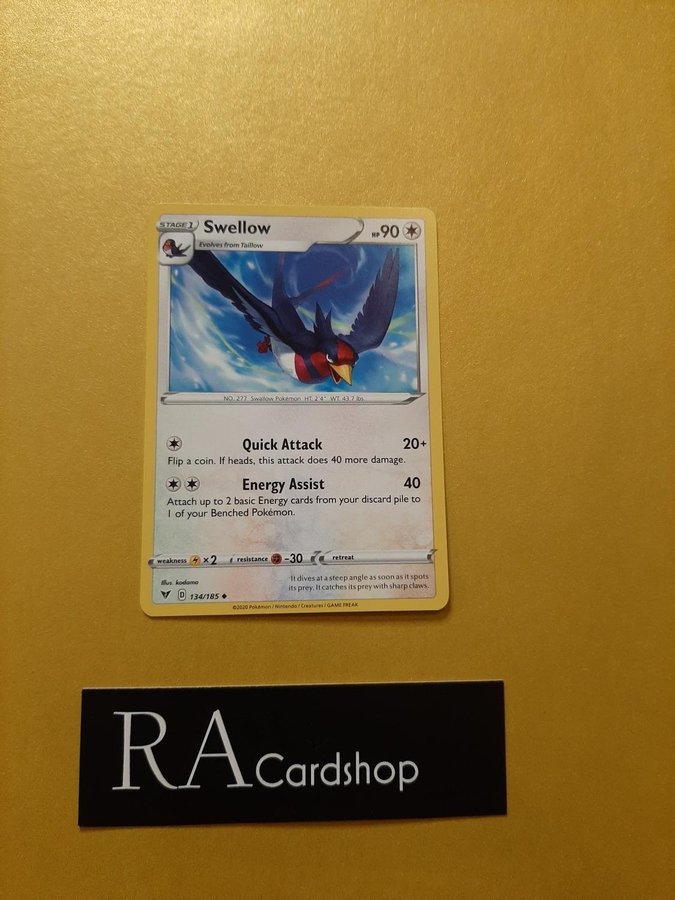 STAGE 1 Swellow HP 90
Evolves from Taillow
NO. 277 Swallow Pokémon HT: 2'4" WT: 43.7 lbs.
Quick Attack 20+
Flip a coin. If heads, this attack does 40 more damage.
Energy Assist 40
Attach up to 2 basic Energy cards from your discard pile to
1 of your Benched Pokémon.
weakness ×2 resistance -30 retreat
Illus. kodama
It dives at a steep angle as soon as it spots
its prey. It catches its prey with sharp claws.
D 134/185
©2020 Pokémon / Nintendo / Creatures / GAME FREAK
RA Cardshop